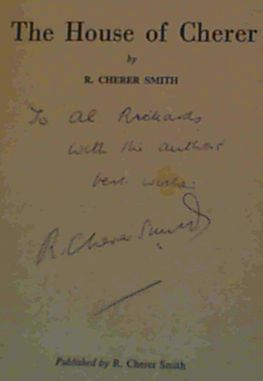 The House of Cherer
by
R. CHERER SMITH
To Al Richards
with the author's
best wishes.
R Cherer Smith
Published by R. Cherer Smith